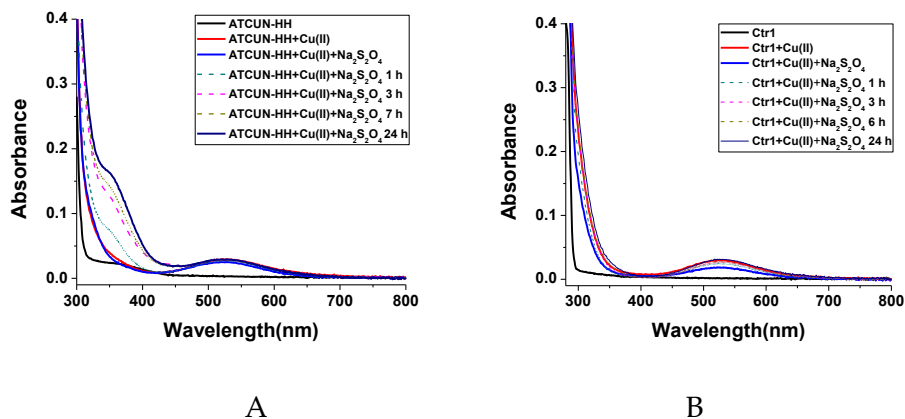 ATCUN-HH
ATCUN-HH+Cu(II)
ATCUN-HH+Cu(II)+Na₂S₂O₄
ATCUN-HH+Cu(II)+Na₂S₂O₄ 1 h
ATCUN-HH+Cu(II)+Na₂S₂O₄ 3 h
ATCUN-HH+Cu(II)+Na₂S₂O₄ 7 h
ATCUN-HH+Cu(II)+Na₂S₂O₄ 24 h
Absorbance
0.4
0.3
0.2
0.1
0.0
300 400 500 600 700 800
Wavelength(nm)
A
Ctr1
Ctr1+Cu(II)
Ctr1+Cu(II)+Na₂S₂O₄
Ctr1+Cu(II)+Na₂S₂O₄ 1 h
Ctr1+Cu(II)+Na₂S₂O₄ 3 h
Ctr1+Cu(II)+Na₂S₂O₄ 6 h
Ctr1+Cu(II)+Na₂S₂O₄ 24 h
Absorbance
0.4
0.3
0.2
0.1
0.0
300 400 500 600 700 800
Wavelength(nm)
B